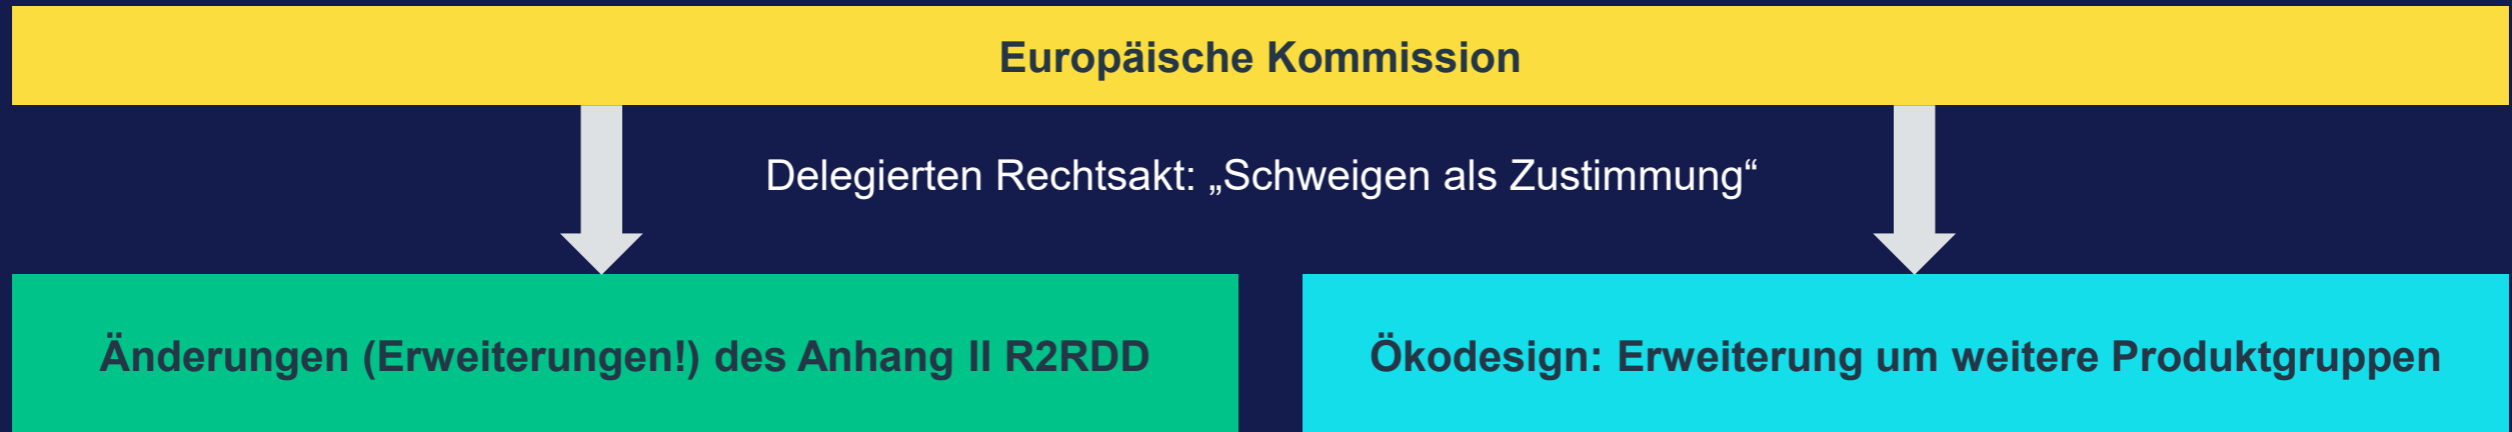 Europäische Kommission
Delegierten Rechtsakt: „Schweigen als Zustimmung“
Änderungen (Erweiterungen!) des Anhang II R2RDD
Ökodesign: Erweiterung um weitere Produktgruppen